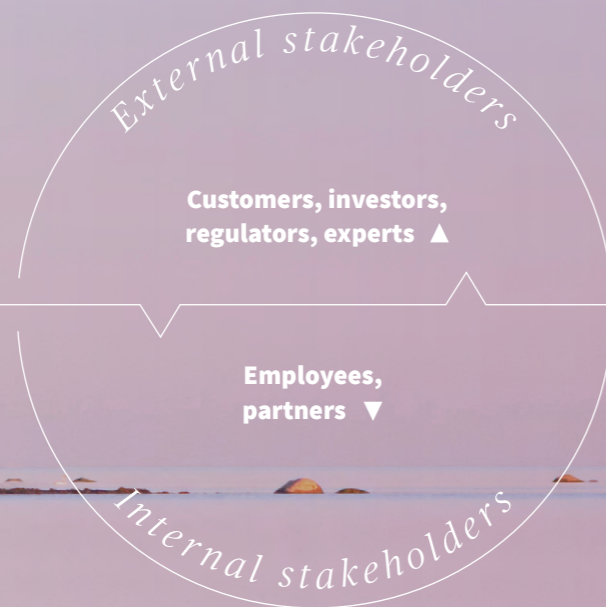 External stakeholders
Customers, investors,
regulators, experts ▲
Employees,
partners ▼
Internal stakeholders